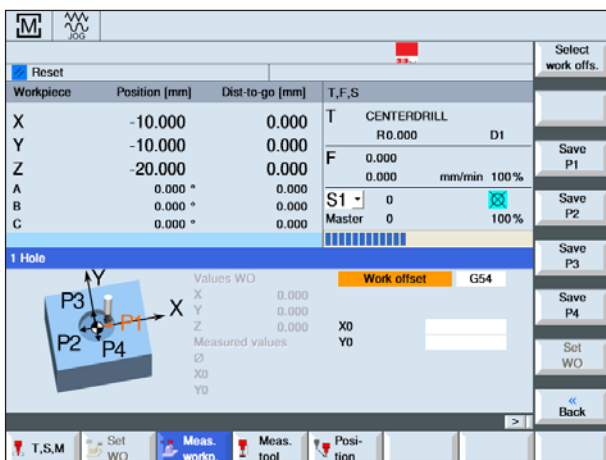 M
JOG
Reset
Workpiece Position [mm] Dist-to-go [mm] T,F,S
X -10.000 0.000
Y -10.000 0.000
Z -20.000 0.000
A 0.000 ° 0.000
B 0.000 ° 0.000
C 0.000 ° 0.000
T CENTERDRILL
R0.000 D1
F 0.000
0.000 mm/min 100%
S1 0
Master 0 100%
1 Hole
Y
X
P3
P1
P2
P4
Values WO
X 0.000
Y 0.000
Z 0.000
Measured values
Ø
X0
Y0
Work offset G54
X0
Y0
>
Select
work offs.
Save
P1
Save
P2
Save
P3
Save
P4
Set
WO
«
Back
T,S,M
Set
WO
Meas.
workp.
Meas.
tool
Posi-
tion